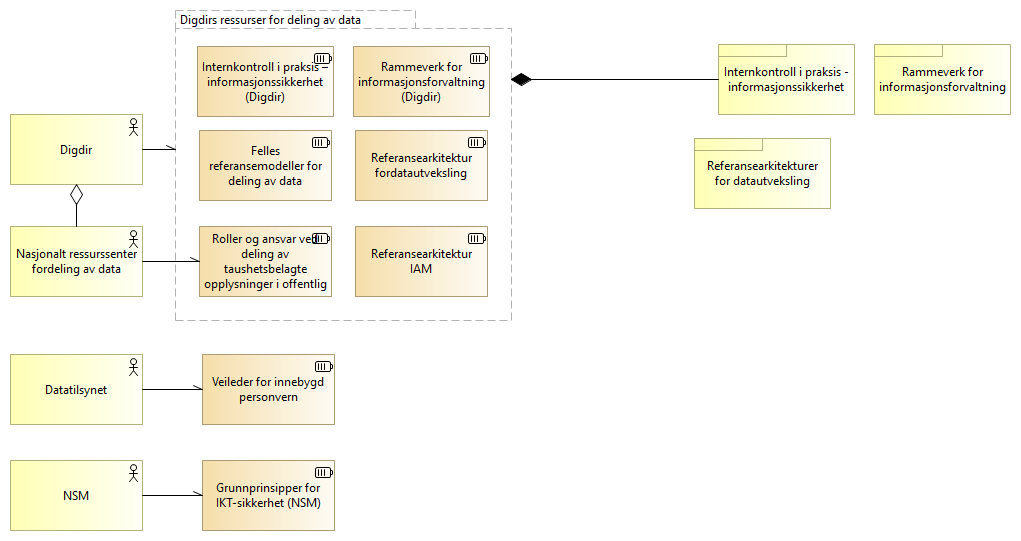 Digdirs ressurser for deling av data
Internkontroll i praksis –
informasjonssikkerhet
(Digdir)
Rammeverk for
informasjonsforvaltning
(Digdir)
Internkontroll i praksis -
informasjonssikkerhet
Rammeverk for
informasjonsforvaltning
Digdir
Felles
referansemodeller for
deling av data
Referansearkitektur
fordatautveksling
Referansearkitekturer
for datautveksling
Nasjonalt ressurssenter
fordeling av data
Roller og ansvar ved
deling av
taushetsbelagte
opplysninger i offentlig
Referansearkitektur
IAM
Datatilsynet
Veileder for innebygd
personvern
NSM
Grunnprinsipper for
IKT-sikkerhet (NSM)